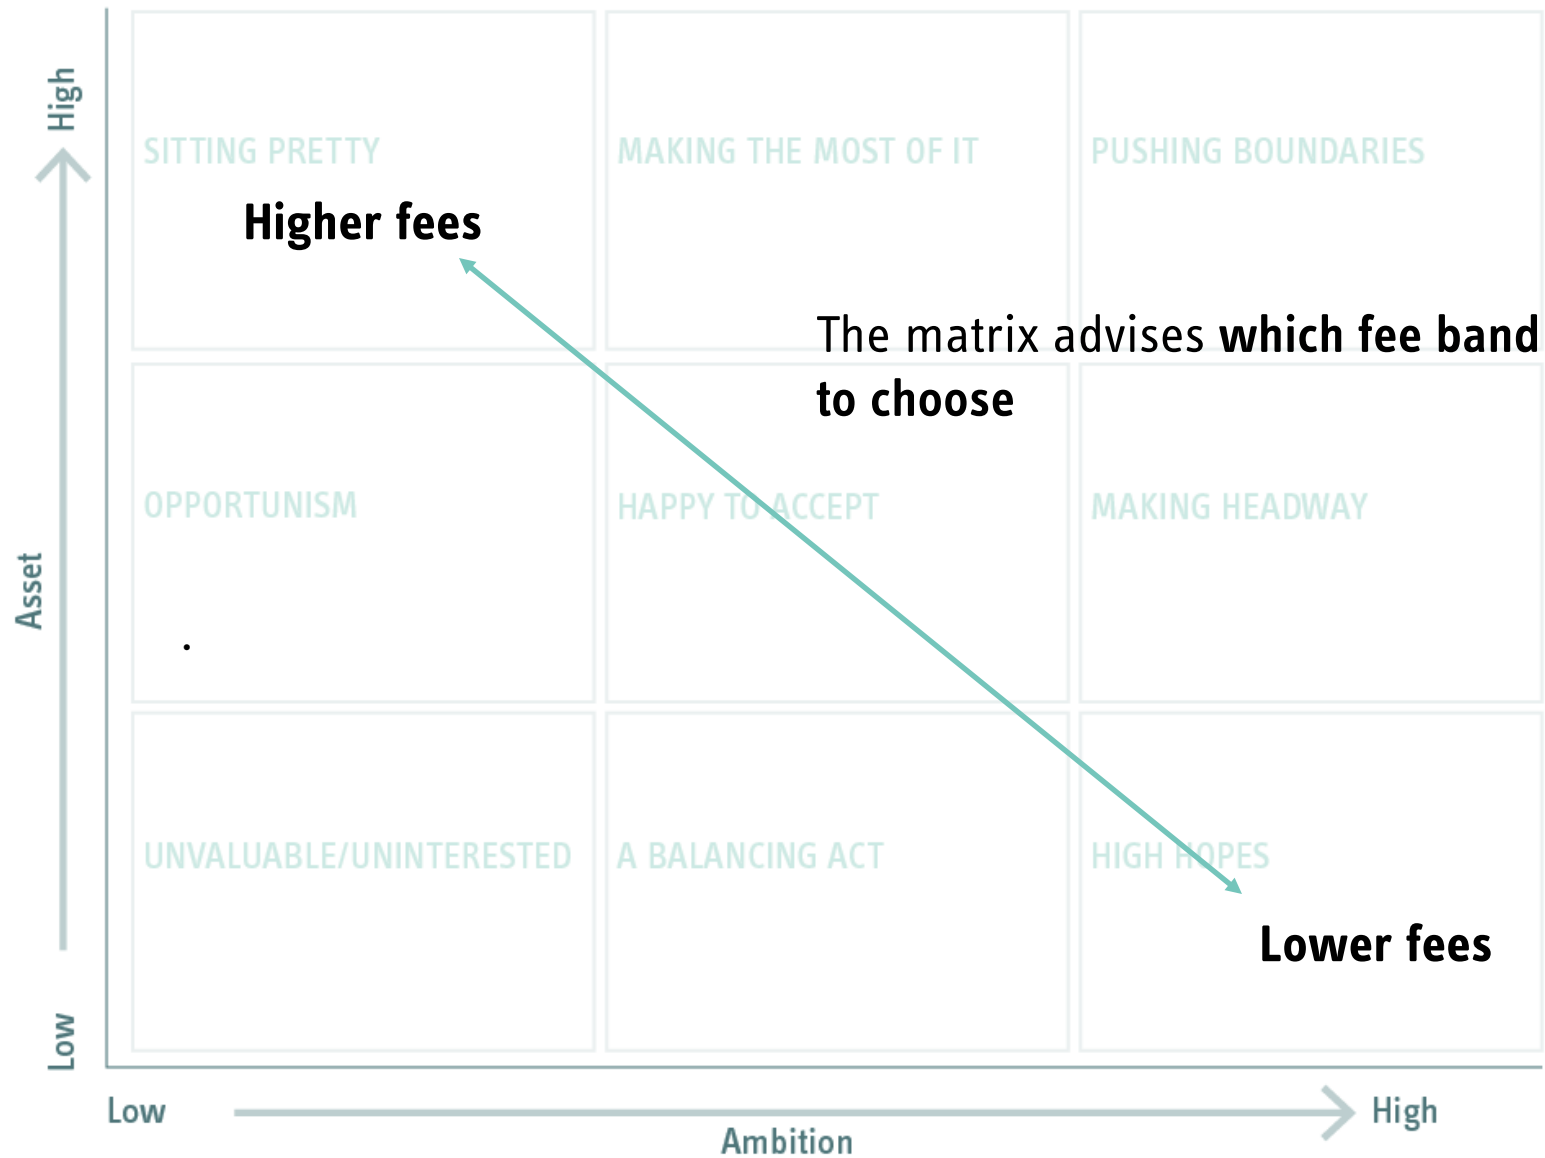 High
SITTING PRETTY
MAKING THE MOST OF IT
PUSHING BOUNDARIES
Higher fees
The matrix advises which fee band
to choose
OPPORTUNISM
HAPPY TO ACCEPT
MAKING HEADWAY
Asset
.
UNVALUABLE/UNINTERESTED
A BALANCING ACT
HIGH HOPES
Lower fees
Low
Low
High
Ambition